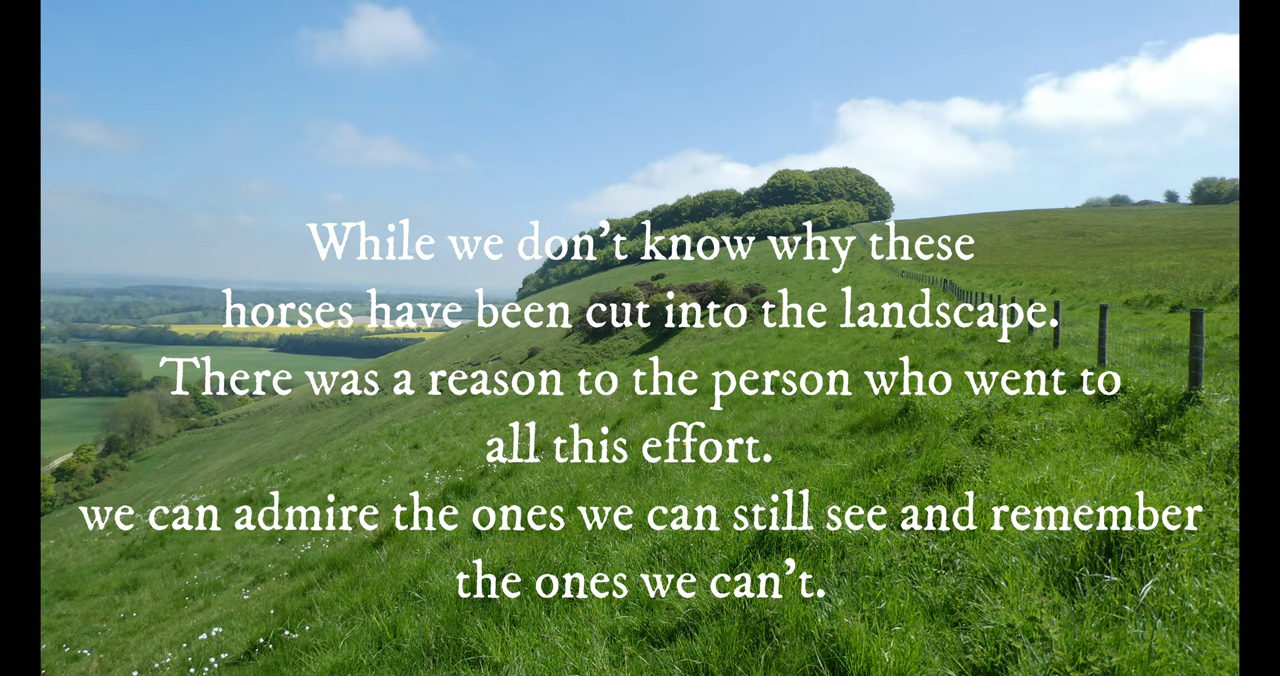 While we don't know why these
horses have been cut into the landscape.
There was a reason to the person who went to
all this effort.
we can admire the ones we can still see and remember
the ones we can't.